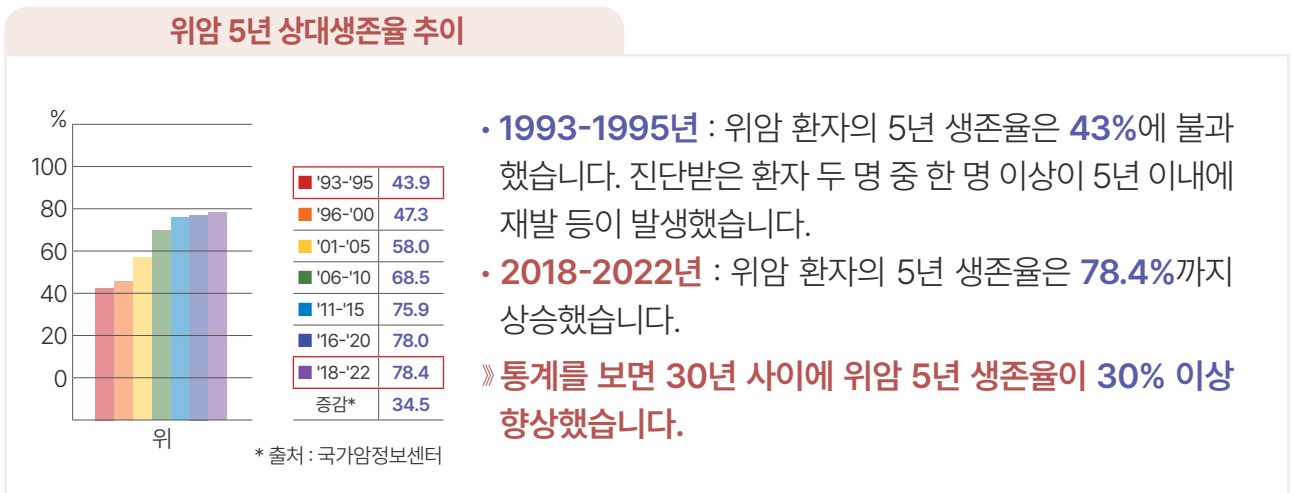 위암 5년 상대생존율 추이
%
100
80
60
40
20
0
위
'93-'95 43.9
'96-'00 47.3
'01-'05 58.0
'06-'10 68.5
'11-'15 75.9
'16-'20 78.0
'18-'22 78.4
증감* 34.5
* 출처 : 국가암정보센터
• 1993-1995년 : 위암 환자의 5년 생존율은 43%에 불과
했습니다. 진단받은 환자 두 명 중 한 명 이상이 5년 이내에
재발 등이 발생했습니다.
• 2018-2022년 : 위암 환자의 5년 생존율은 78.4%까지
상승했습니다.
》통계를 보면 30년 사이에 위암 5년 생존율이 30% 이상
향상했습니다.